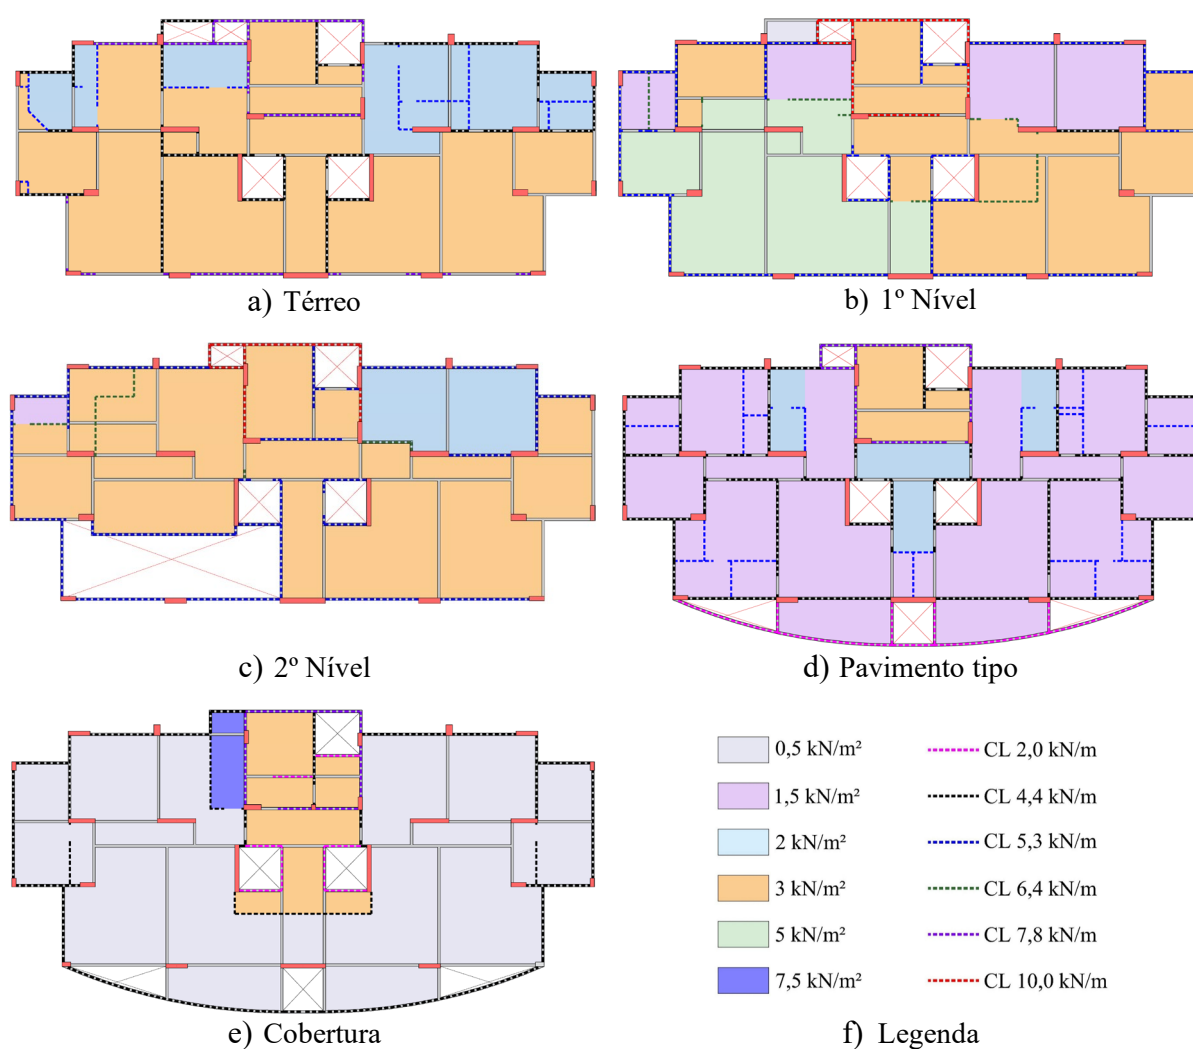 a) Térreo
b) 1º Nível
c) 2º Nível
d) Pavimento tipo
0,5 kN/m²
CL 2,0 kN/m
1,5 kN/m²
CL 4,4 kN/m
2 kN/m²
CL 5,3 kN/m
3 kN/m²
CL 6,4 kN/m
5 kN/m²
CL 7,8 kN/m
7,5 kN/m²
CL 10,0 kN/m
e) Cobertura
f) Legenda